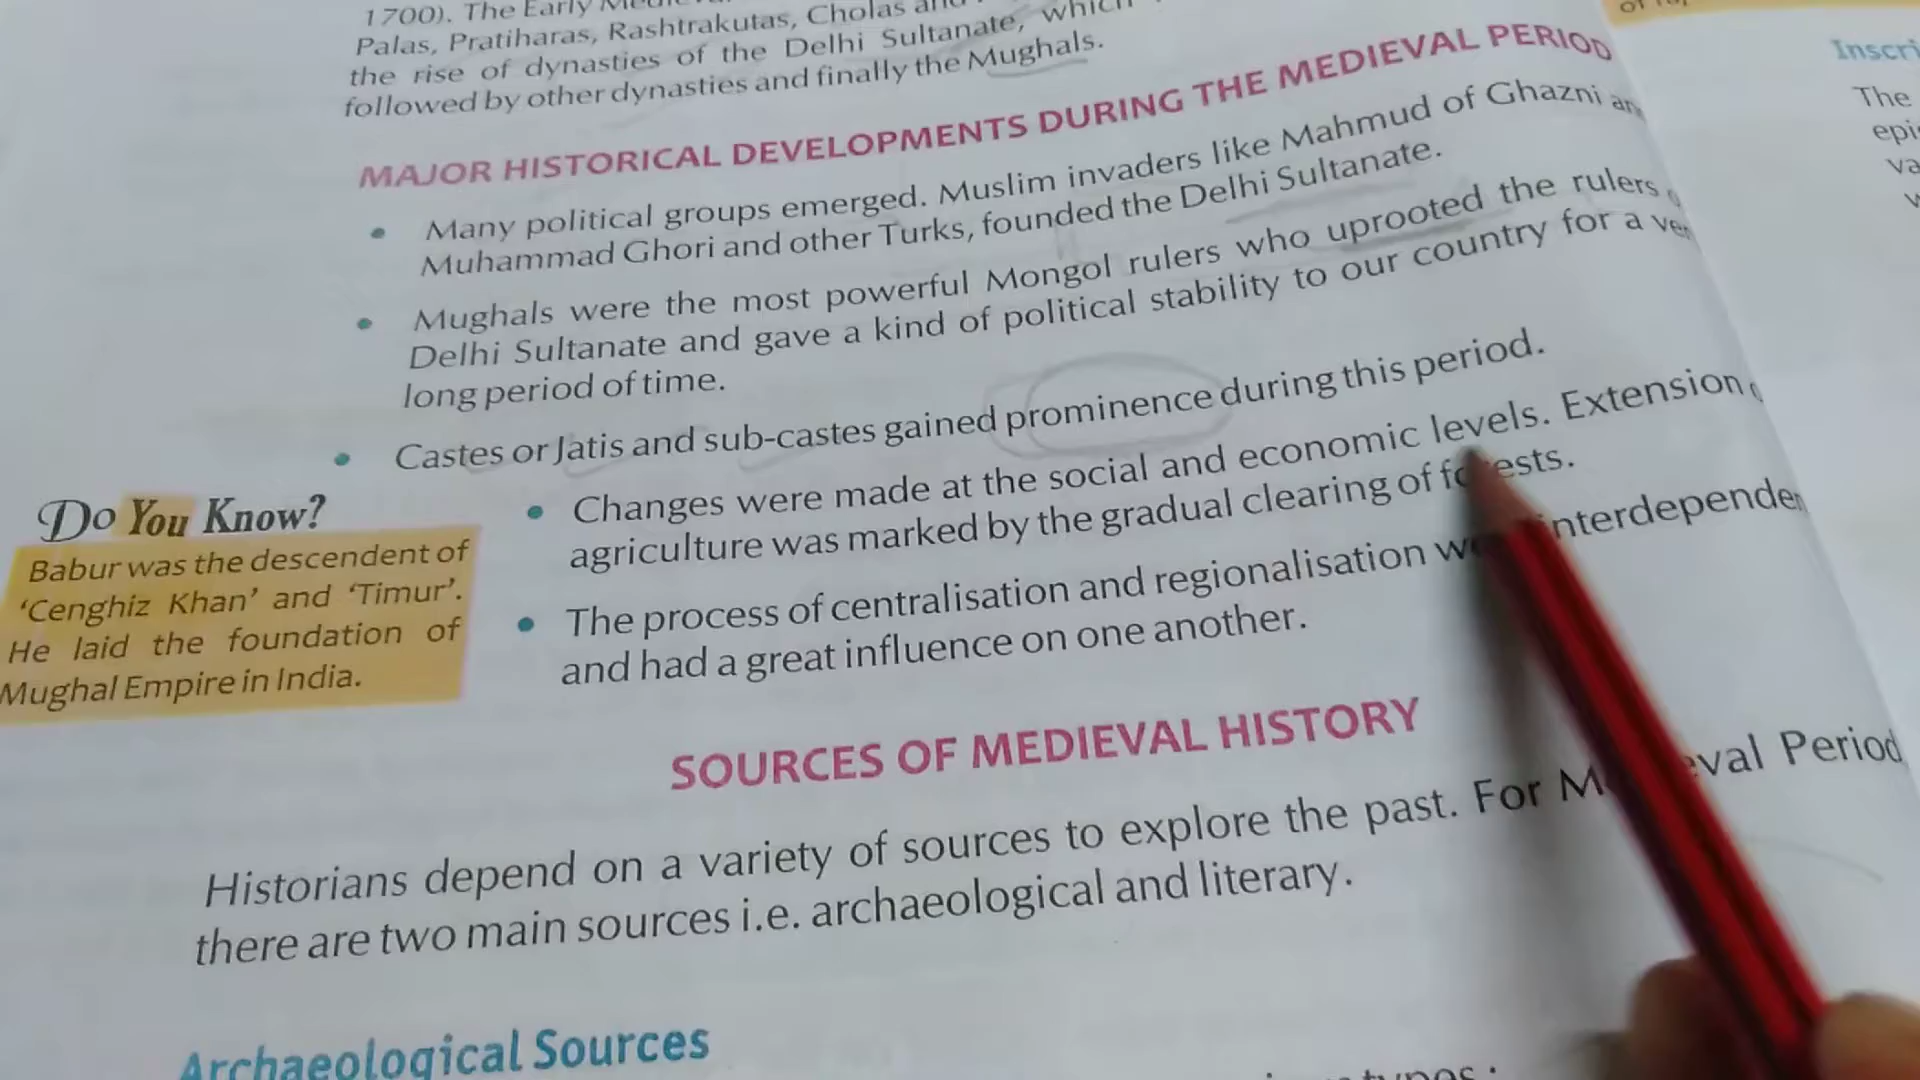 1700). The Early
Palas, Pratiharas, Rashtrakutas, Cholas and
the rise of dynasties of the Delhi Sultanate, which
followed by other dynasties and finally the Mughals.
MAJOR HISTORICAL DEVELOPMENTS DURING THE MEDIEVAL PERIOD
• Many political groups emerged. Muslim invaders like Mahmud of Ghazni
Muhammad Ghori and other Turks, founded the Delhi Sultanate.
• Mughals were the most powerful Mongol rulers who uprooted the rulers
Delhi Sultanate and gave a kind of political stability to our country for a
long period of time.
• Castes or Jatis and sub-castes gained prominence during this period.
• Changes were made at the social and economic levels. Extension
agriculture was marked by the gradual clearing of forests.
• The process of centralisation and regionalisation
and had a great influence on one another.
Do You Know?
Babur was the descendent of
‘Cenghiz Khan’ and ‘Timur’.
He laid the foundation of
Mughal Empire in India.
SOURCES OF MEDIEVAL HISTORY
Historians depend on a variety of sources to explore the past. For Medieval Period
there are two main sources i.e. archaeological and literary.
Archaeological Sources
The